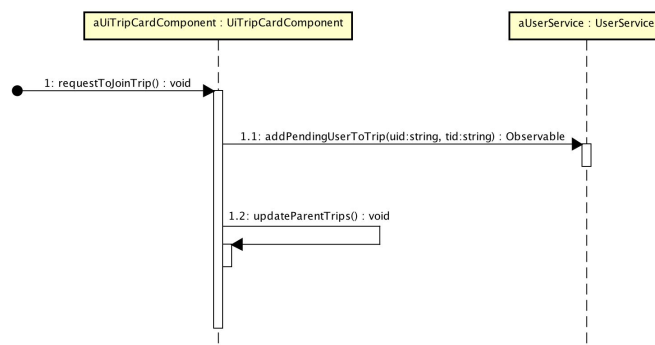 aUiTripCardComponent : UiTripCardComponent
aUserService : UserService
1: requestToJoinTrip() : void
1.1: addPendingUserToTrip(uid:string, tid:string) : Observable
1.2: updateParentTrips() : void